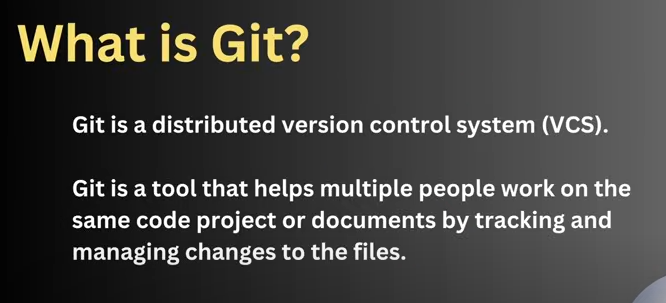 What is Git?
Git is a distributed version control system (VCS).
Git is a tool that helps multiple people work on the
same code project or documents by tracking and
managing changes to the files.